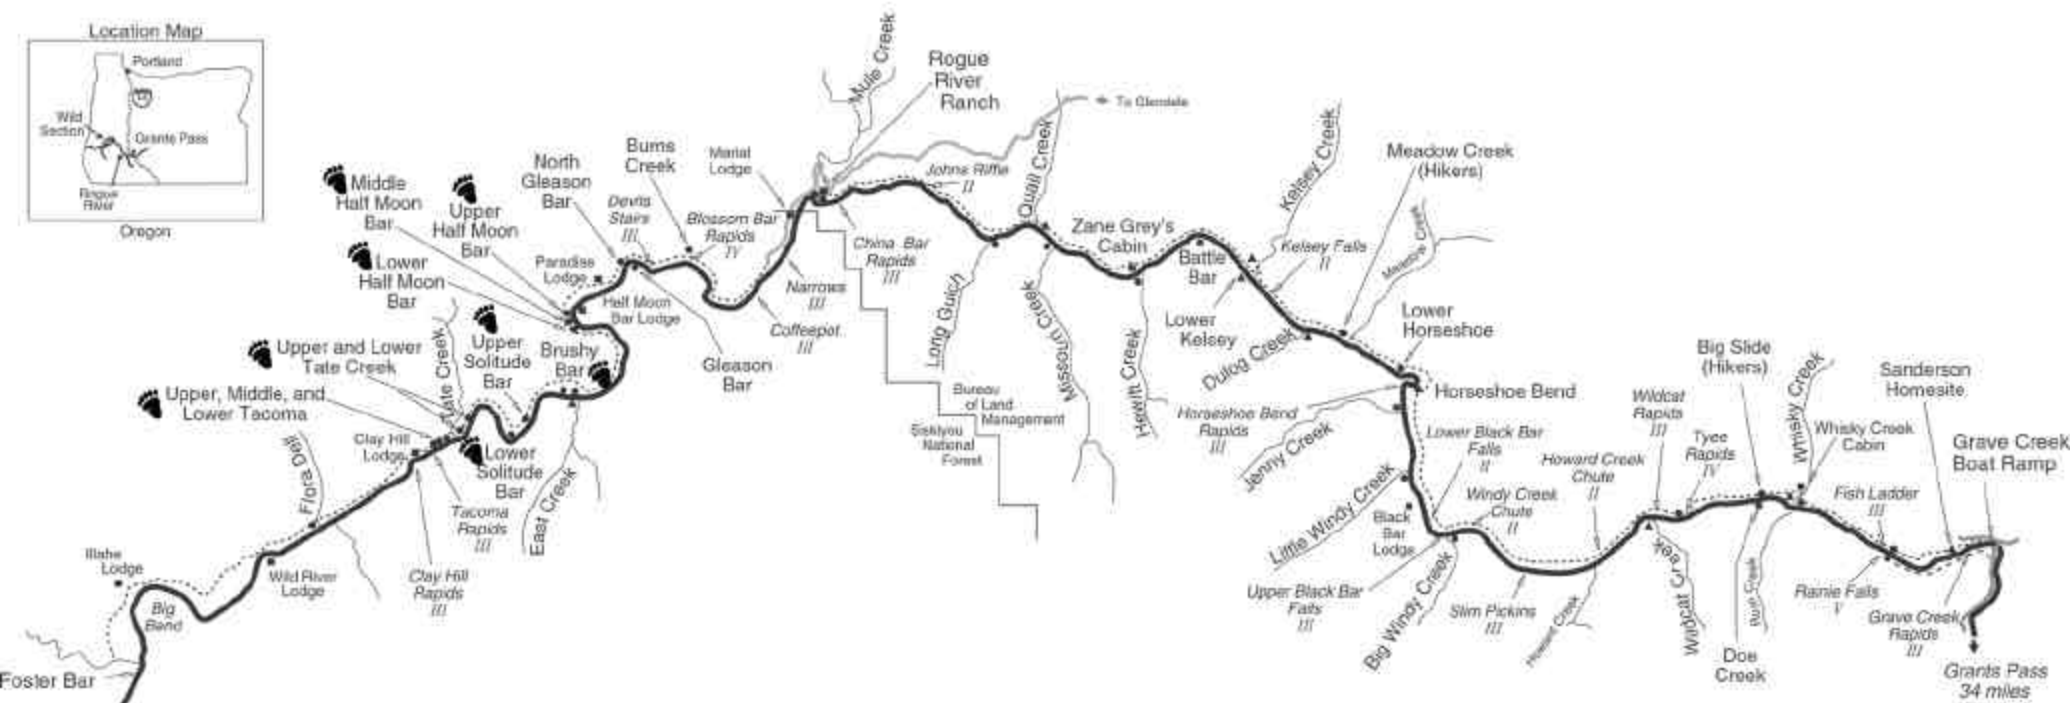 Location Map
Portland
Wild
Section
Grants Pass
Rogue
River
Oregon
Middle
Half Moon
Bar
Upper
Half Moon
Bar
Lower
Half Moon
Bar
North
Gleason
Bar
Burns
Creek
Devils
Stairs
III
Blossom Bar
Rapids
IV
Marial
Lodge
Mule Creek
Rogue
River
Ranch
To Glendale
Paradise
Lodge
Half Moon
Bar Lodge
Gleason
Bar
Narrows
III
Coffeepot
III
China Bar
Rapids
III
Johns Riffle
II
Quail Creek
Long Gulch
Missouri Creek
Zane Grey's
Cabin
Hewitt Creek
Battle
Bar
Kelsey Creek
Kelsey Falls
II
Lower
Kelsey
Dulog Creek
Meadow Creek
(Hikers)
Meadow Creek
Lower
Horseshoe
Horseshoe Bend
Horseshoe Bend
Rapids
III
Jenny Creek
Bureau
of Land
Management
Siskiyou
National
Forest
Upper and Lower
Tate Creek
Tate Creek
Upper
Solitude
Bar
Brushy
Bar
Upper, Middle, and
Lower Tacoma
Clay Hill
Lodge
Lower
Solitude
Bar
Flora Dell
Tacoma
Rapids
III
East Creek
Clay Hill
Rapids
III
Illahe
Lodge
Wild River
Lodge
Big
Bend
Foster Bar
Little Windy Creek
Black
Bar
Lodge
Lower Black Bar
Falls
II
Windy Creek
Chute
II
Howard Creek
Chute
II
Upper Black Bar
Falls
III
Big Windy Creek
Slim Pickins
III
Howard Creek
Wildcat
Rapids
III
Tyee
Rapids
IV
Wildcat Creek
Big Slide
(Hikers)
Doe
Creek
Whisky Creek
Whisky Creek
Cabin
Fish Ladder
III
Rainie Falls
V
Sanderson
Homesite
Grave Creek
Boat Ramp
Grave Creek
Rapids
III
Grants Pass
34 miles